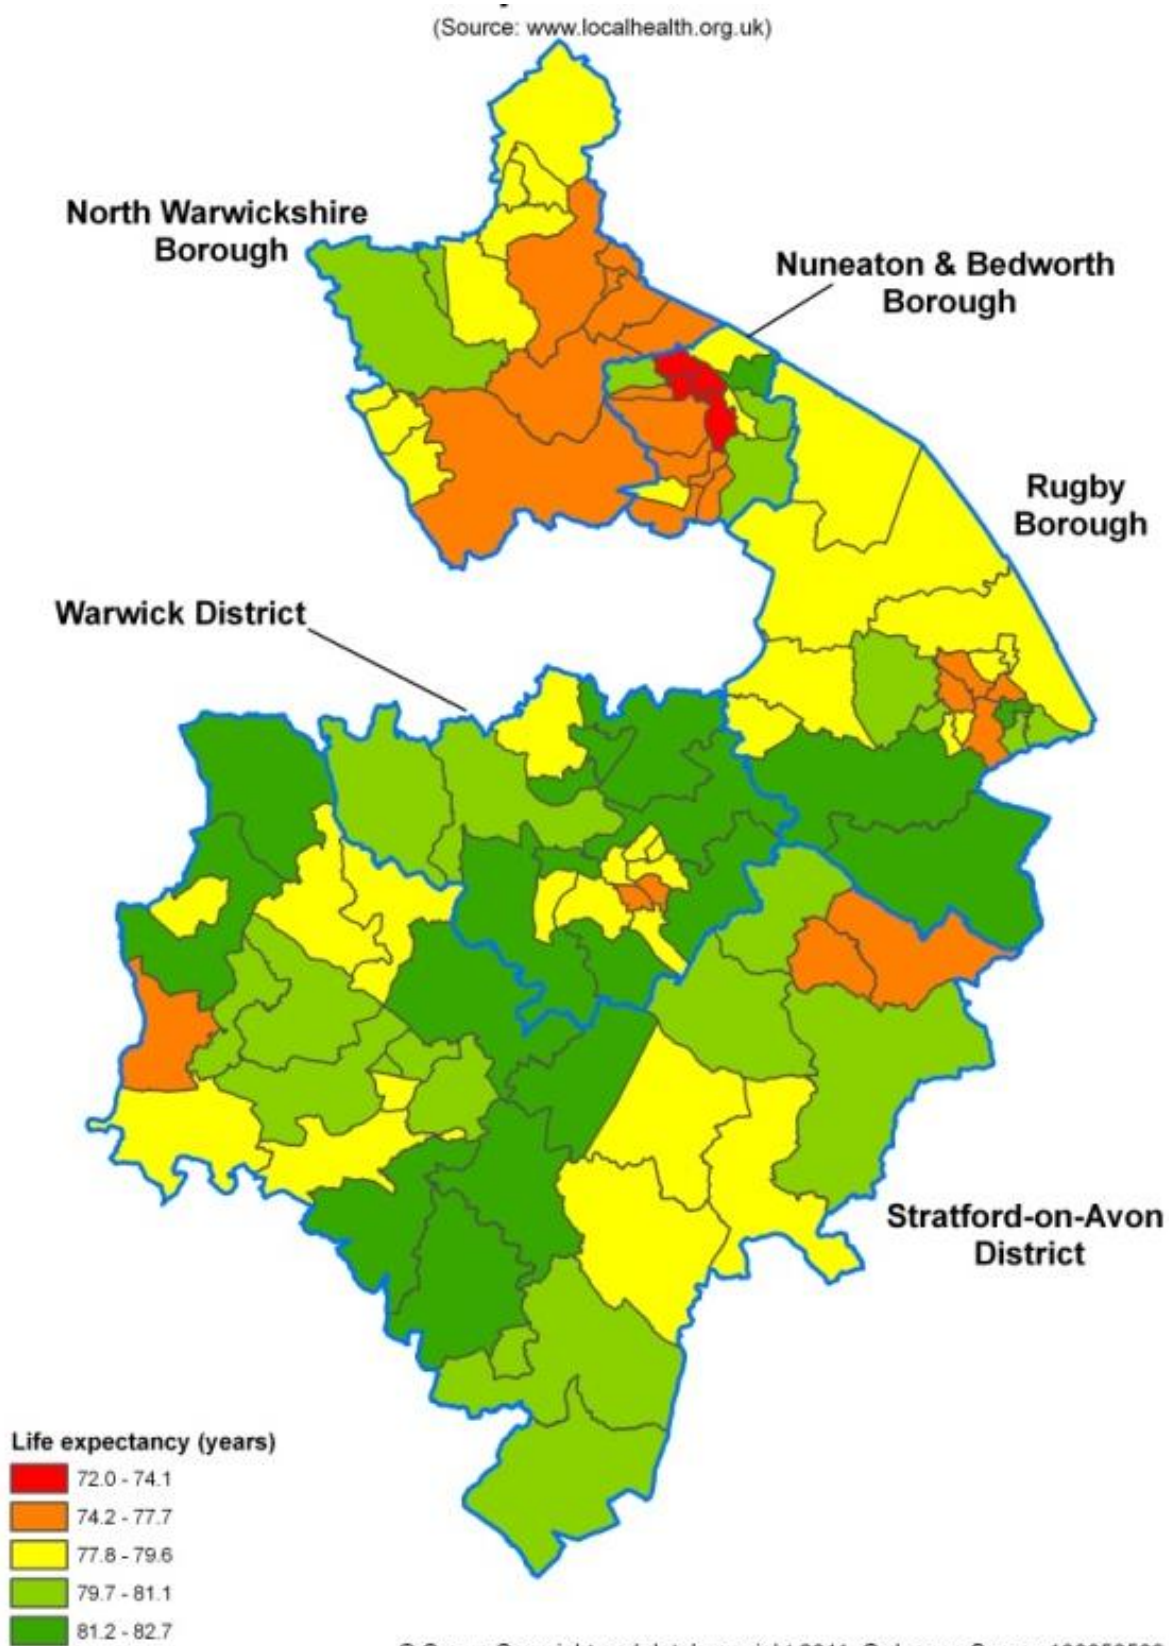 (Source: www.localhealth.org.uk)
North Warwickshire
Borough
Nuneaton & Bedworth
Borough
Rugby
Borough
Warwick District
Stratford-on-Avon
District
Life expectancy (years)
72.0 - 74.1
74.2 - 77.7
77.8 - 79.6
79.7 - 81.1
81.2 - 82.7